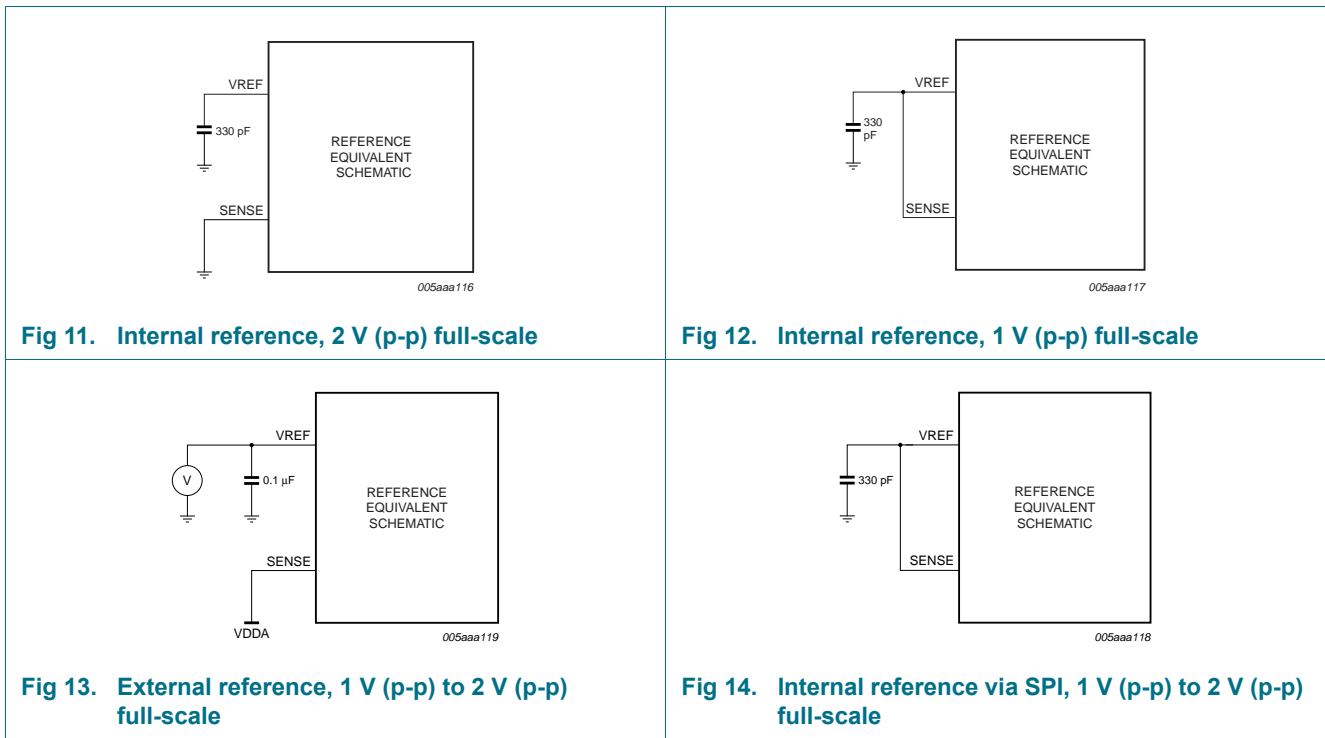 VREF
330 pF
REFERENCE
EQUIVALENT
SCHEMATIC
SENSE
005aaa116
Fig 11. Internal reference, 2 V (p-p) full-scale
VREF
330
pF
REFERENCE
EQUIVALENT
SCHEMATIC
SENSE
005aaa117
Fig 12. Internal reference, 1 V (p-p) full-scale
VREF
V
0.1 μF
REFERENCE
EQUIVALENT
SCHEMATIC
SENSE
VDDA
005aaa119
Fig 13. External reference, 1 V (p-p) to 2 V (p-p)
full-scale
VREF
330 pF
REFERENCE
EQUIVALENT
SCHEMATIC
SENSE
005aaa118
Fig 14. Internal reference via SPI, 1 V (p-p) to 2 V (p-p)
full-scale